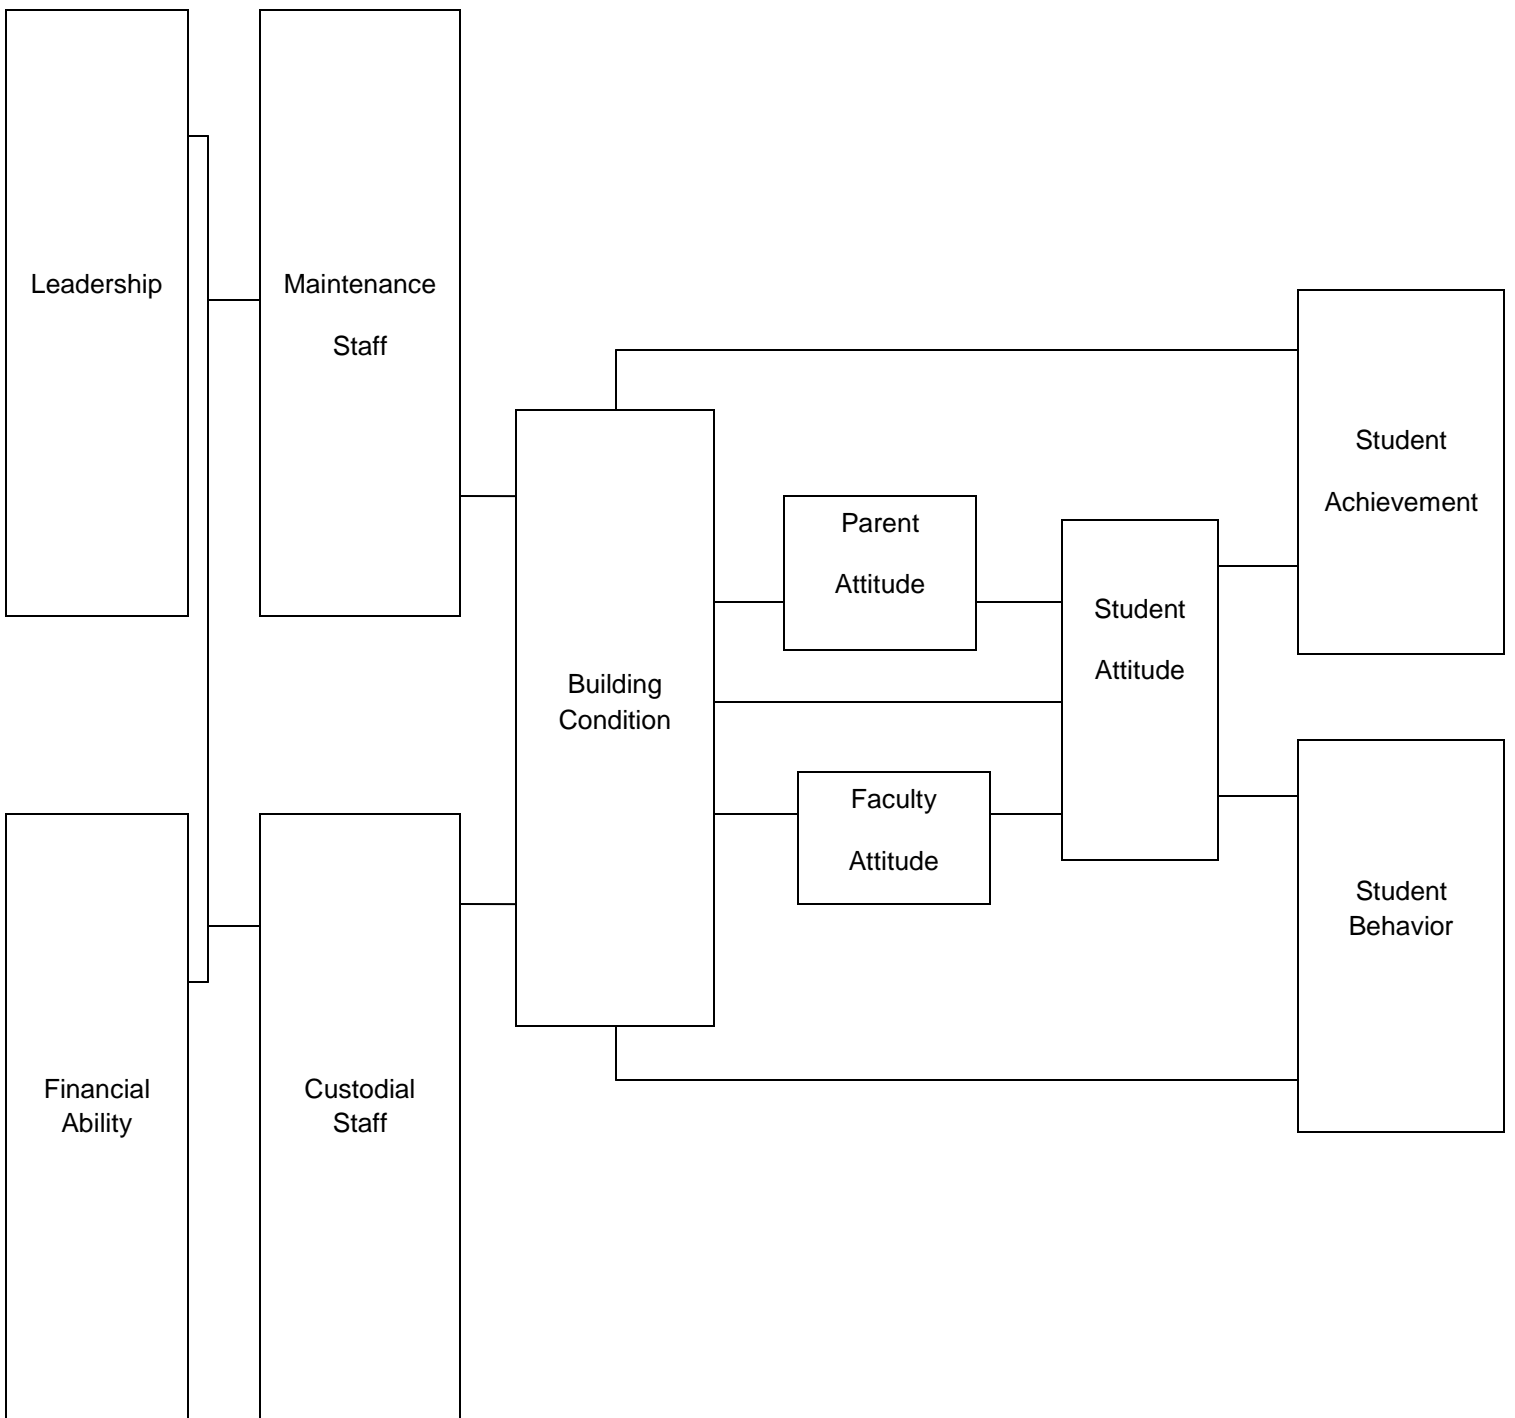 Leadership
Maintenance
Staff
Student
Achievement
Parent
Attitude
Student
Attitude
Building
Condition
Faculty
Attitude
Student
Behavior
Financial
Ability
Custodial
Staff